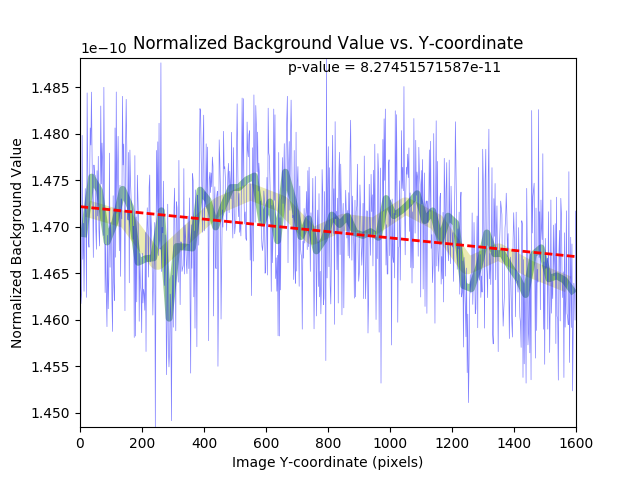 Normalized Background Value vs. Y-coordinate
1e−10
p-value = 8.27451571587e-11
1.485
1.480
1.475
1.470
1.465
1.460
1.455
1.450
Normalized Background Value
0 200 400 600 800 1000 1200 1400 1600
Image Y-coordinate (pixels)